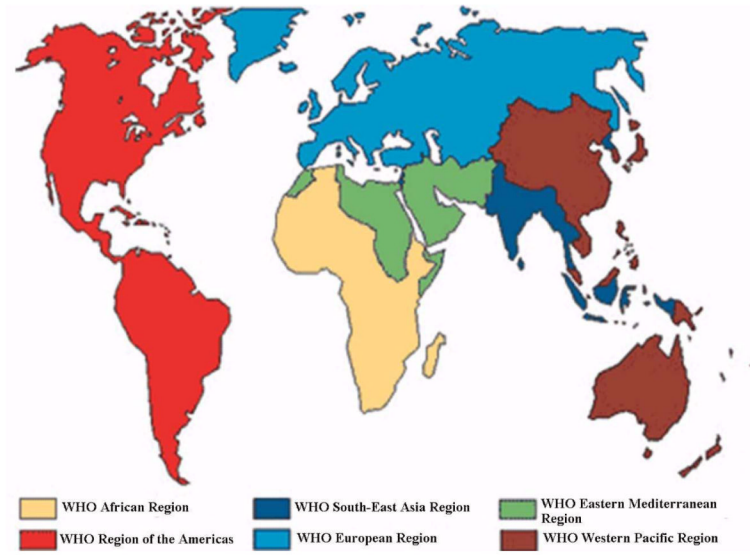 WHO African Region
WHO South-East Asia Region
WHO Eastern Mediterranean
Region
WHO Region of the Americas
WHO European Region
WHO Western Pacific Region